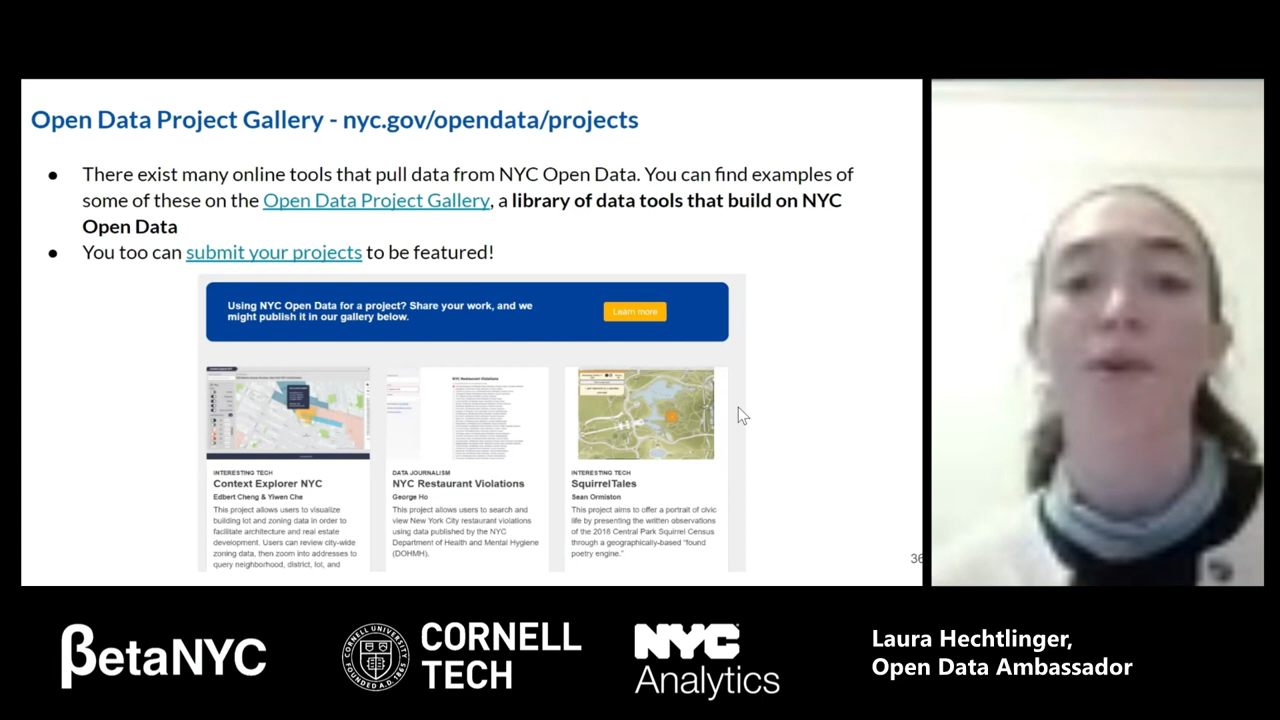 Open Data Project Gallery - nyc.gov/opendata/projects
● There exist many online tools that pull data from NYC Open Data. You can find examples of
some of these on the Open Data Project Gallery, a library of data tools that build on NYC
Open Data
● You too can submit your projects to be featured!
Using NYC Open Data for a project? Share your work, and we
might publish it in our gallery below.
Learn more
NYC Restaurant Violations
INTERESTING TECH
Context Explorer NYC
Edbert Cheng & Yiwen Che
This project allows users to visualize
building lot and zoning data in order to
facilitate architecture and real estate
development. Users can review city-wide
zoning data, then zoom into addresses to
query neighborhood, district, lot, and
DATA JOURNALISM
NYC Restaurant Violations
George Ho
This project allows users to search and
view New York City restaurant violations
using data published by the NYC
Department of Health and Mental Hygiene
(DOHMH).
INTERESTING TECH
SquirrelTales
Sean Ormiston
This project aims to offer a portrait of civic
life by presenting the written observations
of the 2018 Central Park Squirrel Census
through a geographically-based "found
poetry engine."
36
βetaNYC
CORNELL UNIVERSITY
FOUNDED A.D. 1865
CORNELL
TECH
NYC
Analytics
Laura Hechtlinger,
Open Data Ambassador